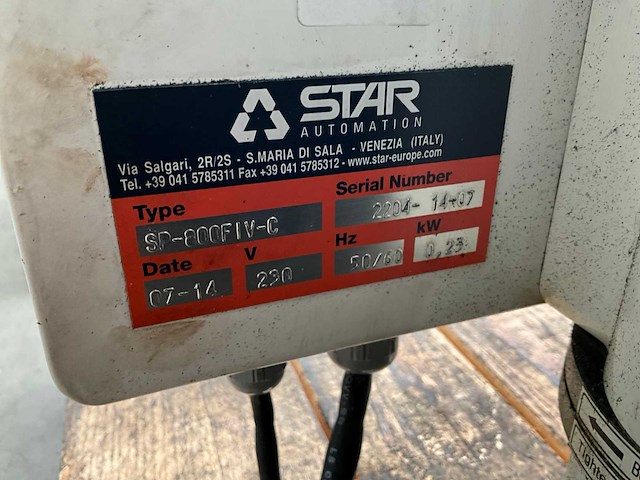 STAR
AUTOMATION
Via Salgari, 2R/2S - S.MARIA DI SALA - VENEZIA (ITALY)
Tel. +39 041 5785311 Fax +39 041 5785312 - www.star-europe.com
Type Serial Number
SP-800FIV-C 2204- 14-07
Date V Hz kW
07-14 230 50/60 0,23